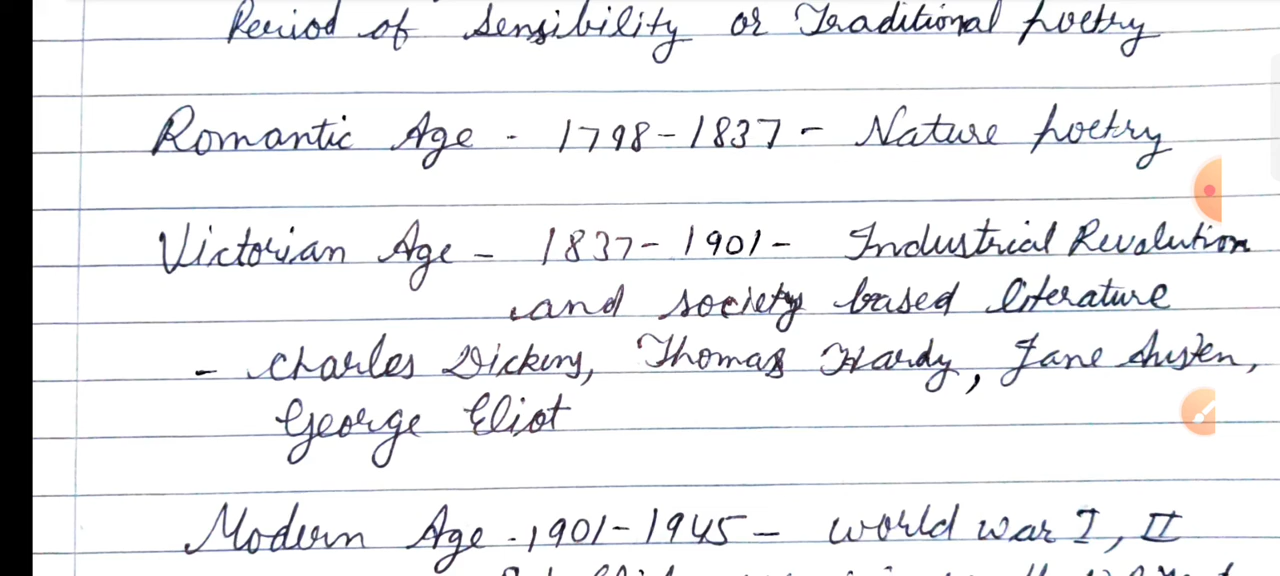 Period of Sensibility or Traditional poetry
Romantic Age - 1798-1837 - Nature poetry
Victorian Age - 1837-1901 - Industrial Revolution
and society based literature
- Charles Dickens, Thomas Hardy, Jane Austen,
George Eliot
Modern Age - 1901-1945 - World war I, II